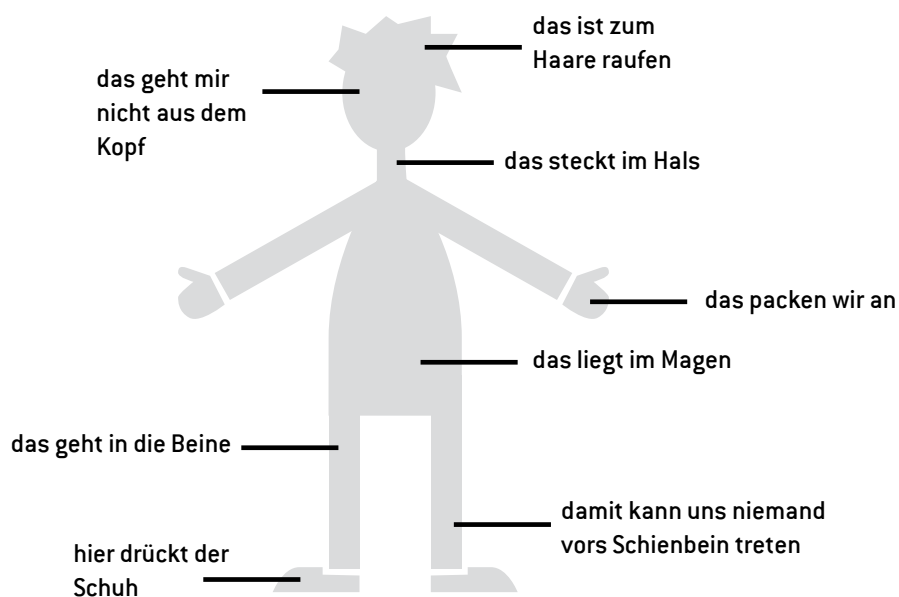 das ist zum
Haare raufen
das geht mir
nicht aus dem
Kopf
das steckt im Hals
das packen wir an
das liegt im Magen
das geht in die Beine
damit kann uns niemand
vors Schienbein treten
hier drückt der
Schuh